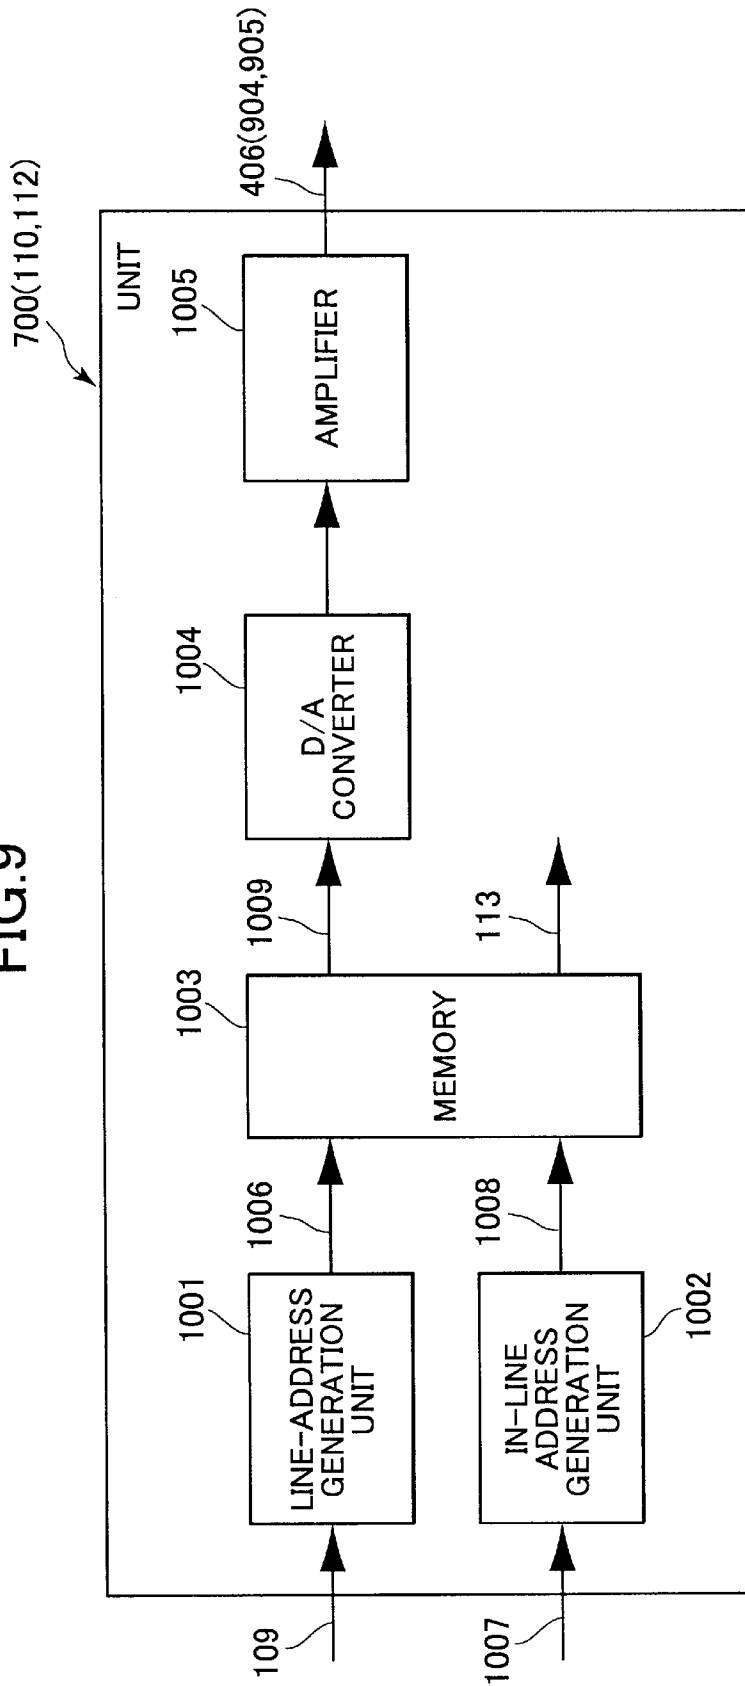 FIG.9
700(110,112)
UNIT
406(904,905)
1005
AMPLIFIER
1004
D/A
CONVERTER
1009
113
1003
MEMORY
1006
1008
1001
LINE-ADDRESS
GENERATION
UNIT
IN-LINE
ADDRESS
GENERATION
UNIT
1002
109
1007